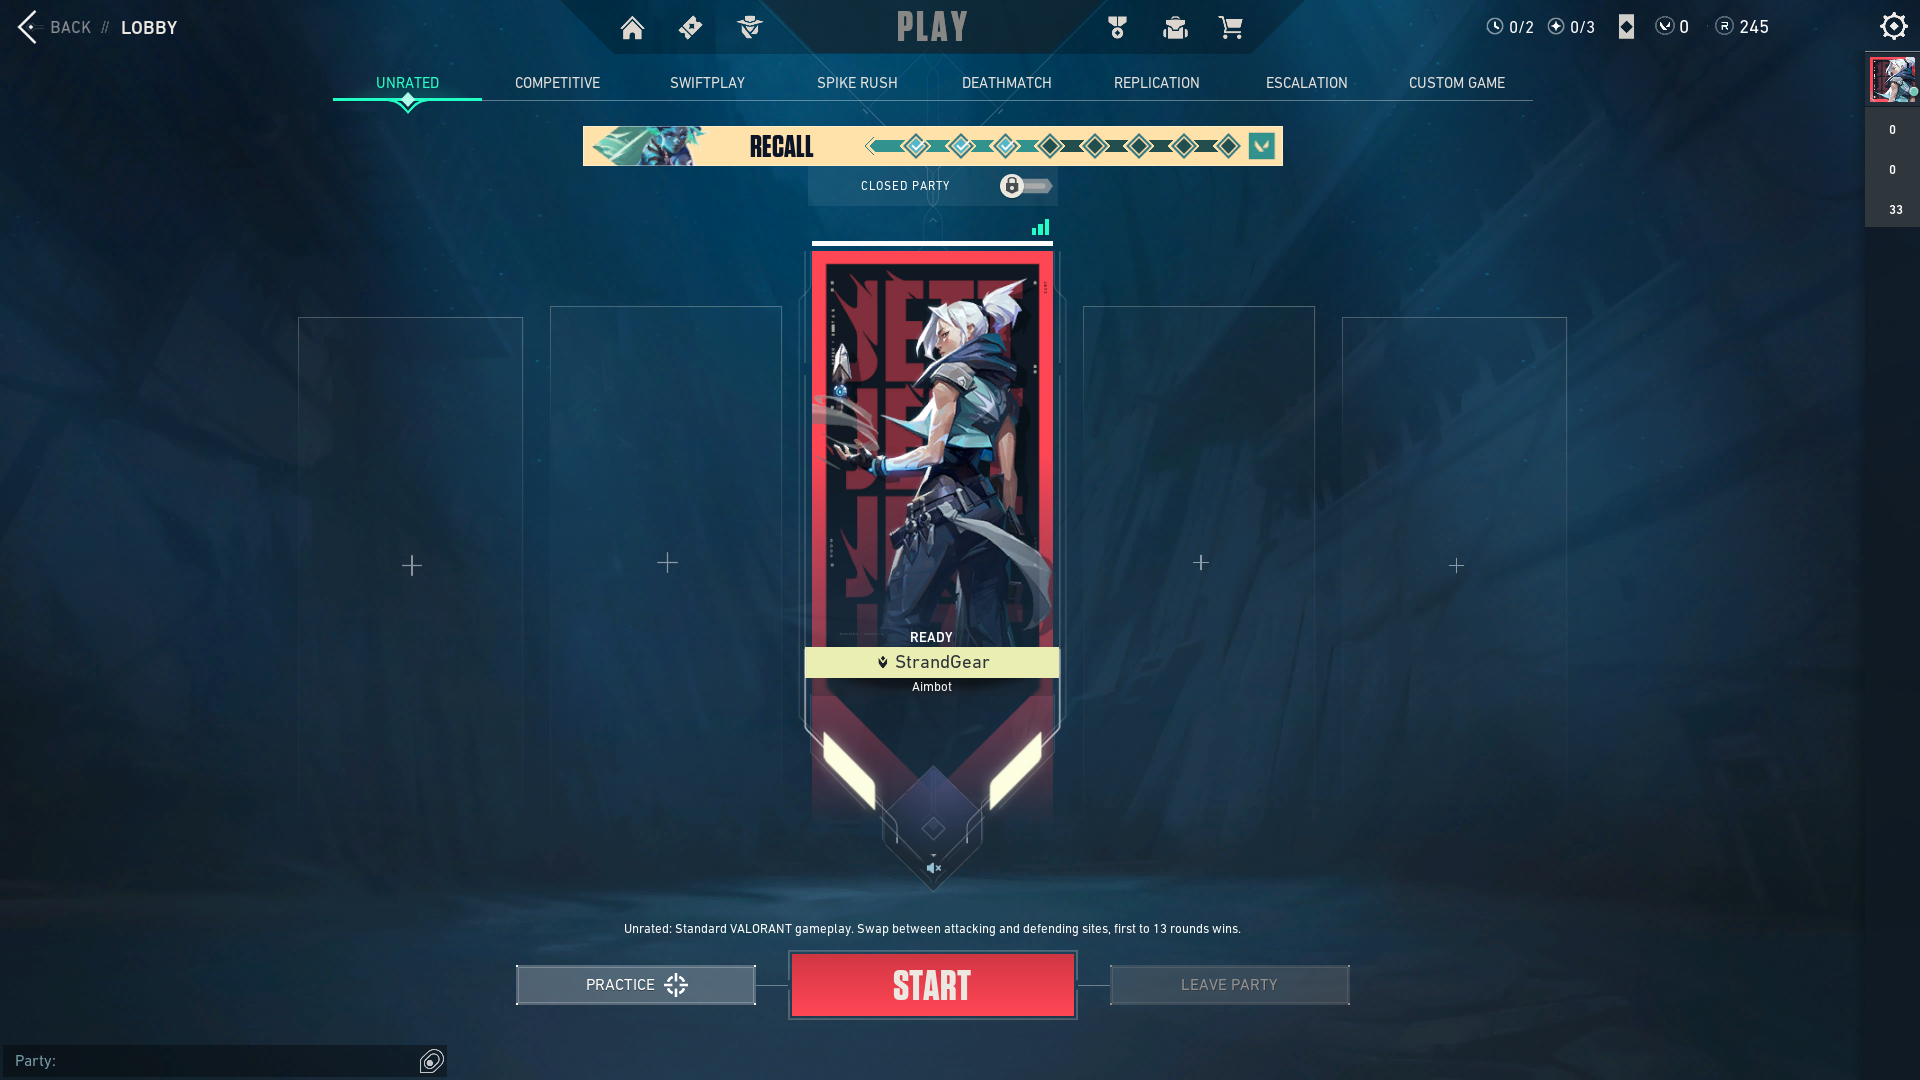 BACK // LOBBY
PLAY
0/2
0/3
0
245
UNRATED
COMPETITIVE
SWIFTPLAY
SPIKE RUSH
DEATHMATCH
REPLICATION
ESCALATION
CUSTOM GAME
RECALL
CLOSED PARTY
0
0
33
JETT
READY
StrandGear
Aimbot
Unrated: Standard VALORANT gameplay. Swap between attacking and defending sites, first to 13 rounds wins.
PRACTICE
START
LEAVE PARTY
Party: